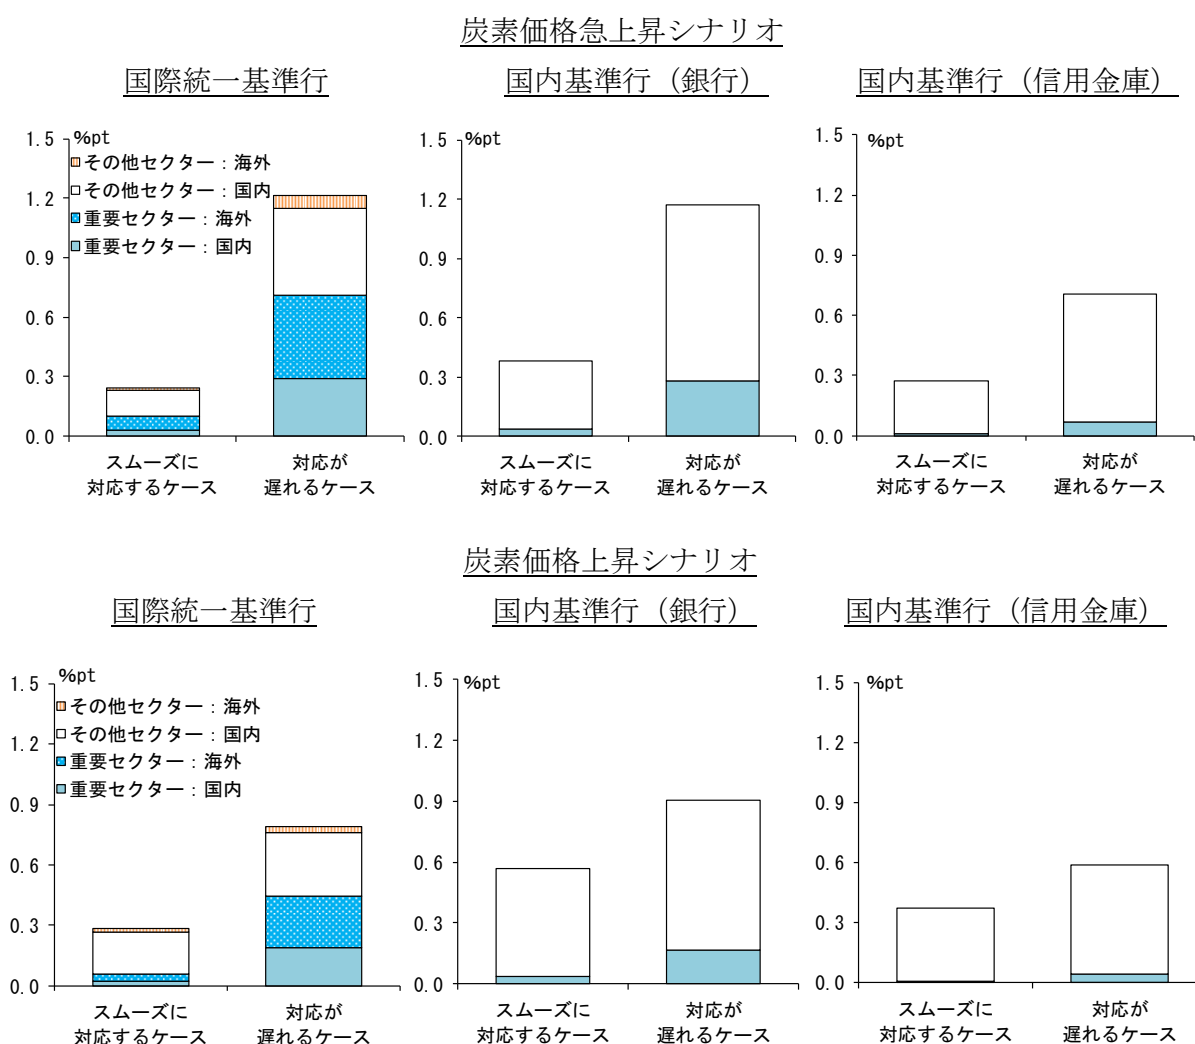 炭素価格急上昇シナリオ
国際統一基準行
国内基準行（銀行）
国内基準行（信用金庫）
%pt
その他セクター：海外
その他セクター：国内
重要セクター：海外
重要セクター：国内
1.5
1.2
0.9
0.6
0.3
0.0
スムーズに
対応するケース
対応が
遅れるケース
%pt
1.5
1.2
0.9
0.6
0.3
0.0
スムーズに
対応するケース
対応が
遅れるケース
%pt
1.5
1.2
0.9
0.6
0.3
0.0
スムーズに
対応するケース
対応が
遅れるケース
炭素価格上昇シナリオ
国際統一基準行
国内基準行（銀行）
国内基準行（信用金庫）
%pt
その他セクター：海外
その他セクター：国内
重要セクター：海外
重要セクター：国内
1.5
1.2
0.9
0.6
0.3
0.0
スムーズに
対応するケース
対応が
遅れるケース
%pt
1.5
1.2
0.9
0.6
0.3
0.0
スムーズに
対応するケース
対応が
遅れるケース
%pt
1.5
1.2
0.9
0.6
0.3
0.0
スムーズに
対応するケース
対応が
遅れるケース